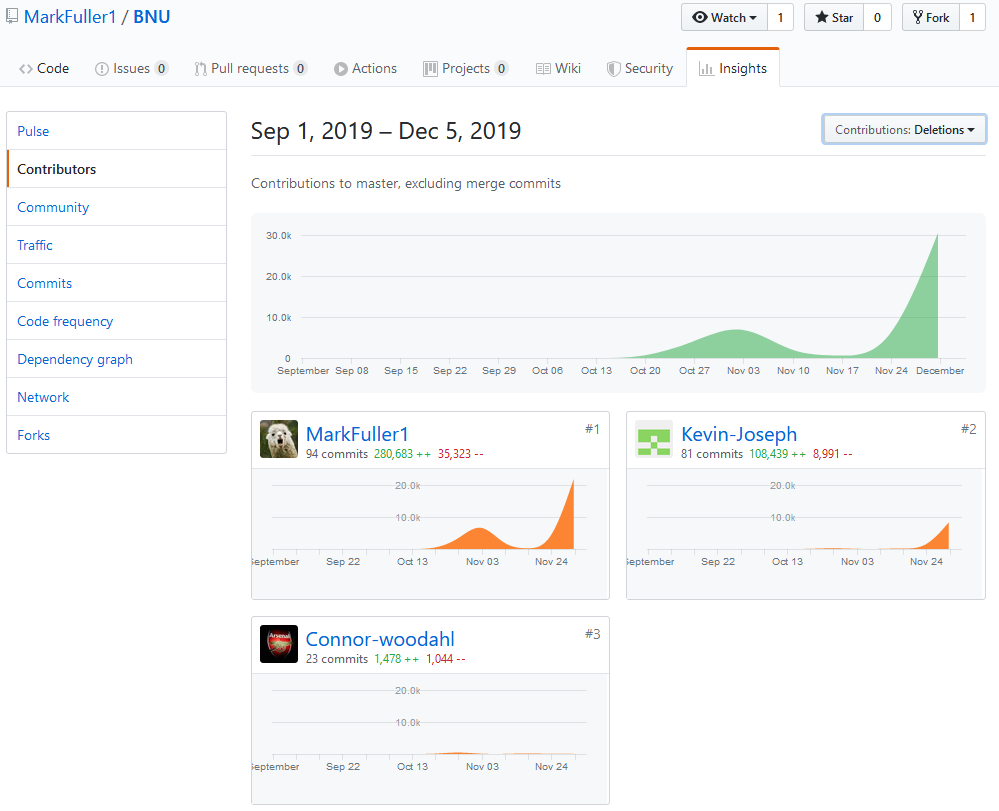 MarkFuller1 / BNU
Watch 1 Star 0 Fork 1
Code Issues 0 Pull requests 0 Actions Projects 0 Wiki Security Insights
Pulse
Contributors
Community
Traffic
Commits
Code frequency
Dependency graph
Network
Forks
Sep 1, 2019 – Dec 5, 2019
Contributions: Deletions
Contributions to master, excluding merge commits
30.0k
20.0k
10.0k
0
September Sep 08 Sep 15 Sep 22 Sep 29 Oct 06 Oct 13 Oct 20 Oct 27 Nov 03 Nov 10 Nov 17 Nov 24 December
MarkFuller1 #1
94 commits 280,683 ++ 35,323 --
20.0k
10.0k
September Sep 22 Oct 13 Nov 03 Nov 24
Kevin-Joseph #2
81 commits 108,439 ++ 8,991 --
20.0k
10.0k
September Sep 22 Oct 13 Nov 03 Nov 24
Arsenal
Connor-woodahl #3
23 commits 1,478 ++ 1,044 --
20.0k
10.0k
September Sep 22 Oct 13 Nov 03 Nov 24